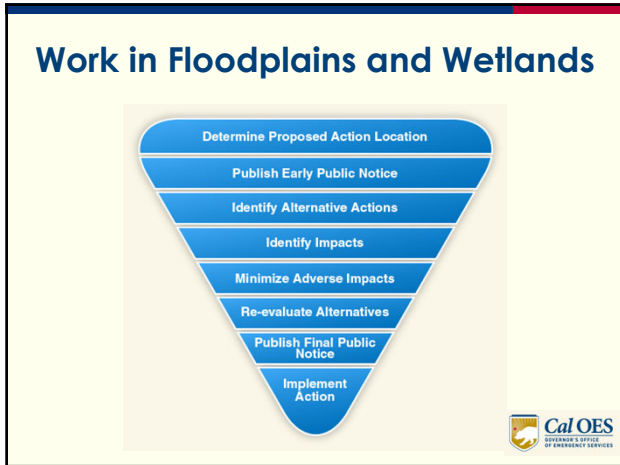 Work in Floodplains and Wetlands
Determine Proposed Action Location
Publish Early Public Notice
Identify Alternative Actions
Identify Impacts
Minimize Adverse Impacts
Re-evaluate Alternatives
Publish Final Public
Notice
Implement
Action
Cal OES
GOVERNOR'S OFFICE
OF EMERGENCY SERVICES